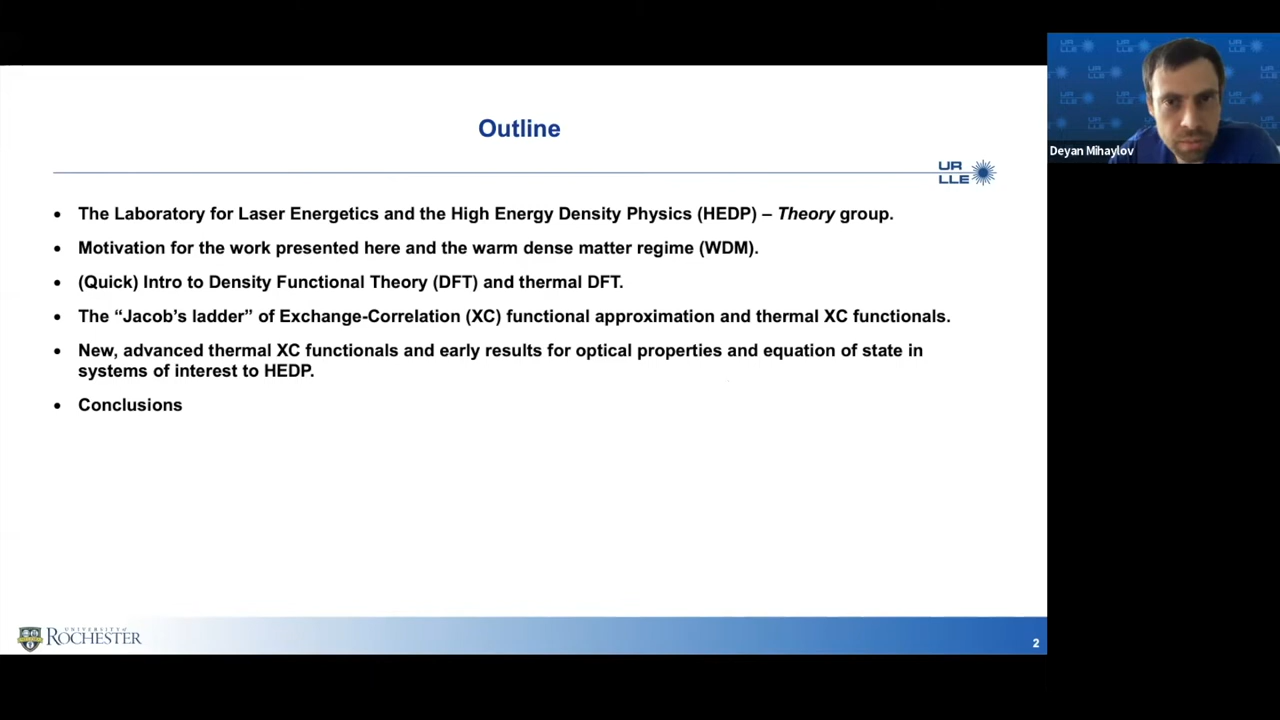 Outline
UR
LLE
• The Laboratory for Laser Energetics and the High Energy Density Physics (HEDP) – Theory group.
• Motivation for the work presented here and the warm dense matter regime (WDM).
• (Quick) Intro to Density Functional Theory (DFT) and thermal DFT.
• The “Jacob’s ladder” of Exchange-Correlation (XC) functional approximation and thermal XC functionals.
• New, advanced thermal XC functionals and early results for optical properties and equation of state in
systems of interest to HEDP.
• Conclusions
UNIVERSITY of
ROCHESTER
2
Deyan Mihaylov